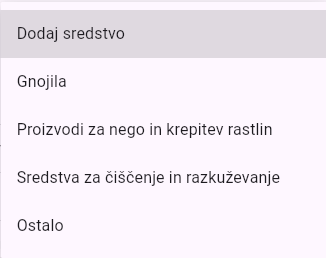 Dodaj sredstvo
Gnojila
Proizvodi za nego in krepitev rastlin
Sredstva za čiščenje in razkuževanje
Ostalo